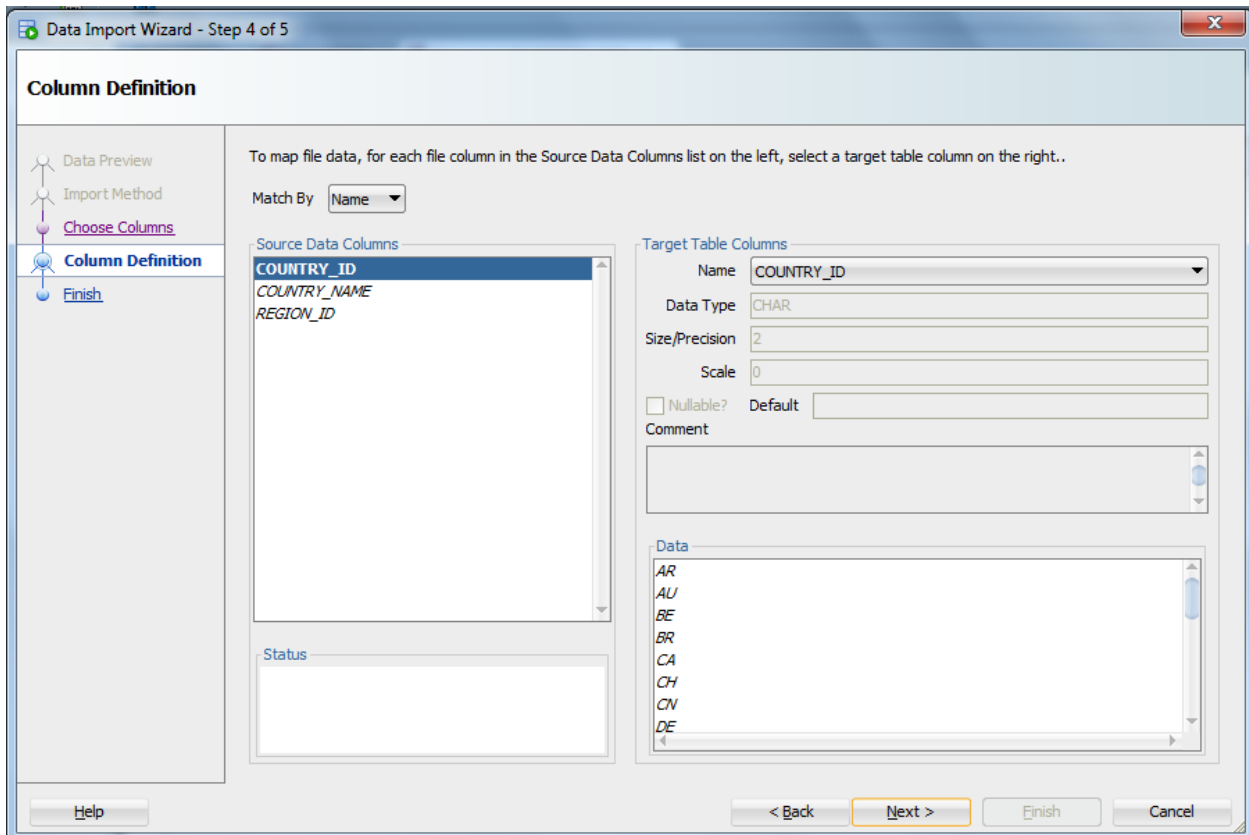 Data Import Wizard - Step 4 of 5
Column Definition
Data Preview
Import Method
Choose Columns
Column Definition
Finish
To map file data, for each file column in the Source Data Columns list on the left, select a target table column on the right..
Match By Name
Source Data Columns
COUNTRY_ID
COUNTRY_NAME
REGION_ID
Status
Target Table Columns
Name COUNTRY_ID
Data Type CHAR
Size/Precision 2
Scale 0
Nullable? Default
Comment
Data
AR
AU
BE
BR
CA
CH
CN
DE
Help < Back Next > Finish Cancel